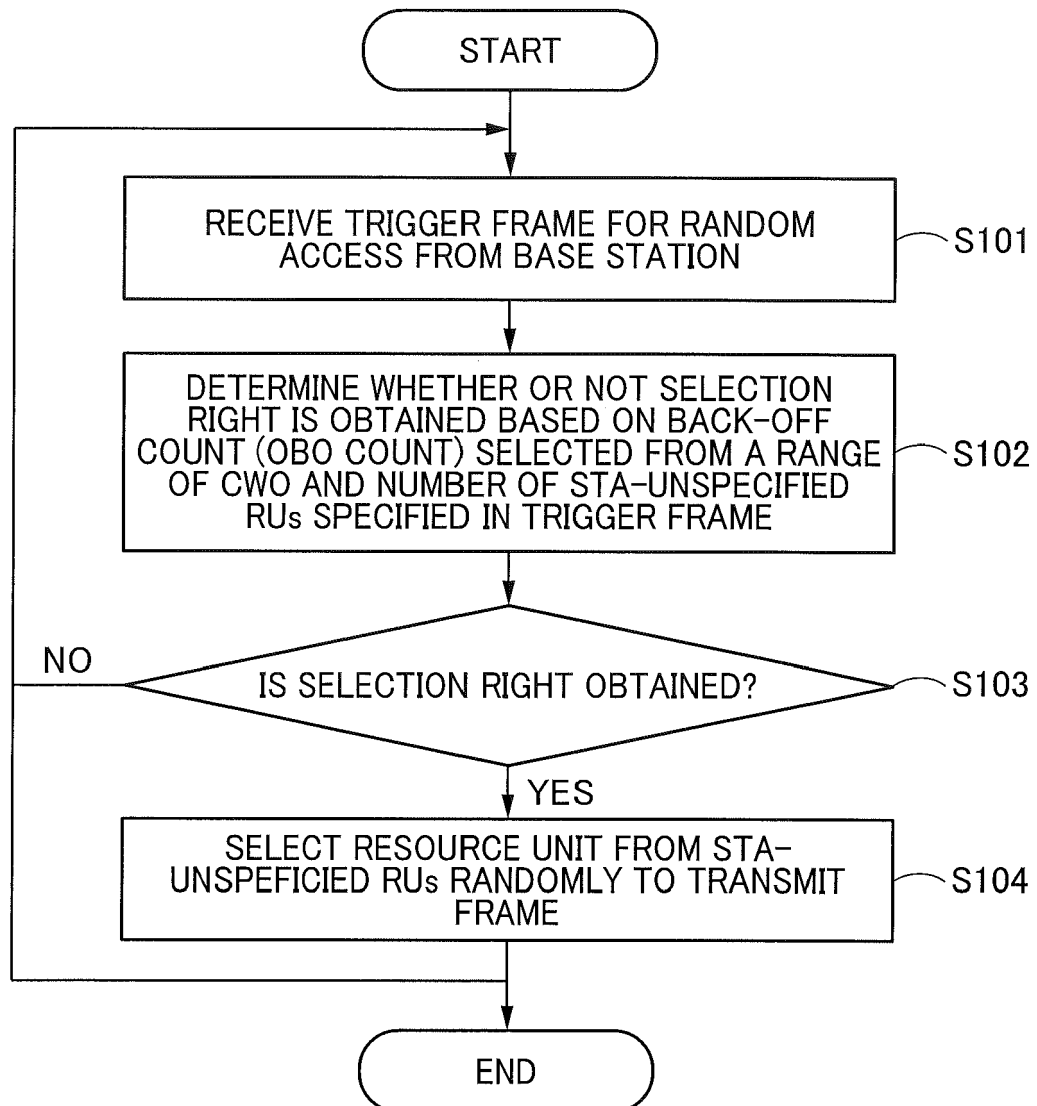 START
RECEIVE TRIGGER FRAME FOR RANDOM
ACCESS FROM BASE STATION
S101
DETERMINE WHETHER OR NOT SELECTION
RIGHT IS OBTAINED BASED ON BACK-OFF
COUNT (OBO COUNT) SELECTED FROM A RANGE
OF CWO AND NUMBER OF STA-UNSPECIFIED
RUs SPECIFIED IN TRIGGER FRAME
S102
NO
IS SELECTION RIGHT OBTAINED?
S103
YES
SELECT RESOURCE UNIT FROM STA-
UNSPEFICIED RUs RANDOMLY TO TRANSMIT
FRAME
S104
END